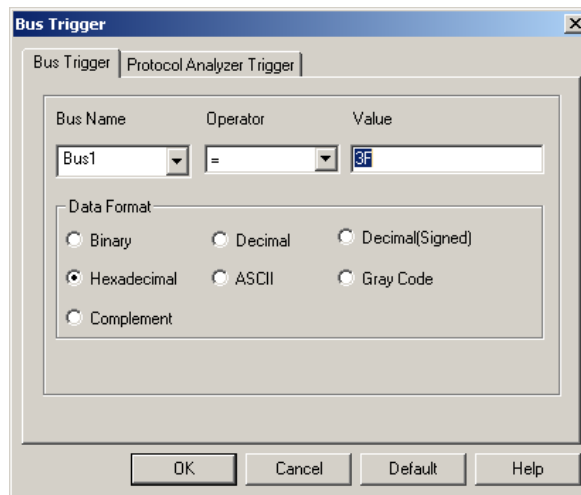 Bus Trigger
Bus Trigger Protocol Analyzer Trigger
Bus Name Operator Value
Bus1 = 3F
Data Format
Binary Decimal Decimal(Signed)
Hexadecimal ASCII Gray Code
Complement
OK Cancel Default Help